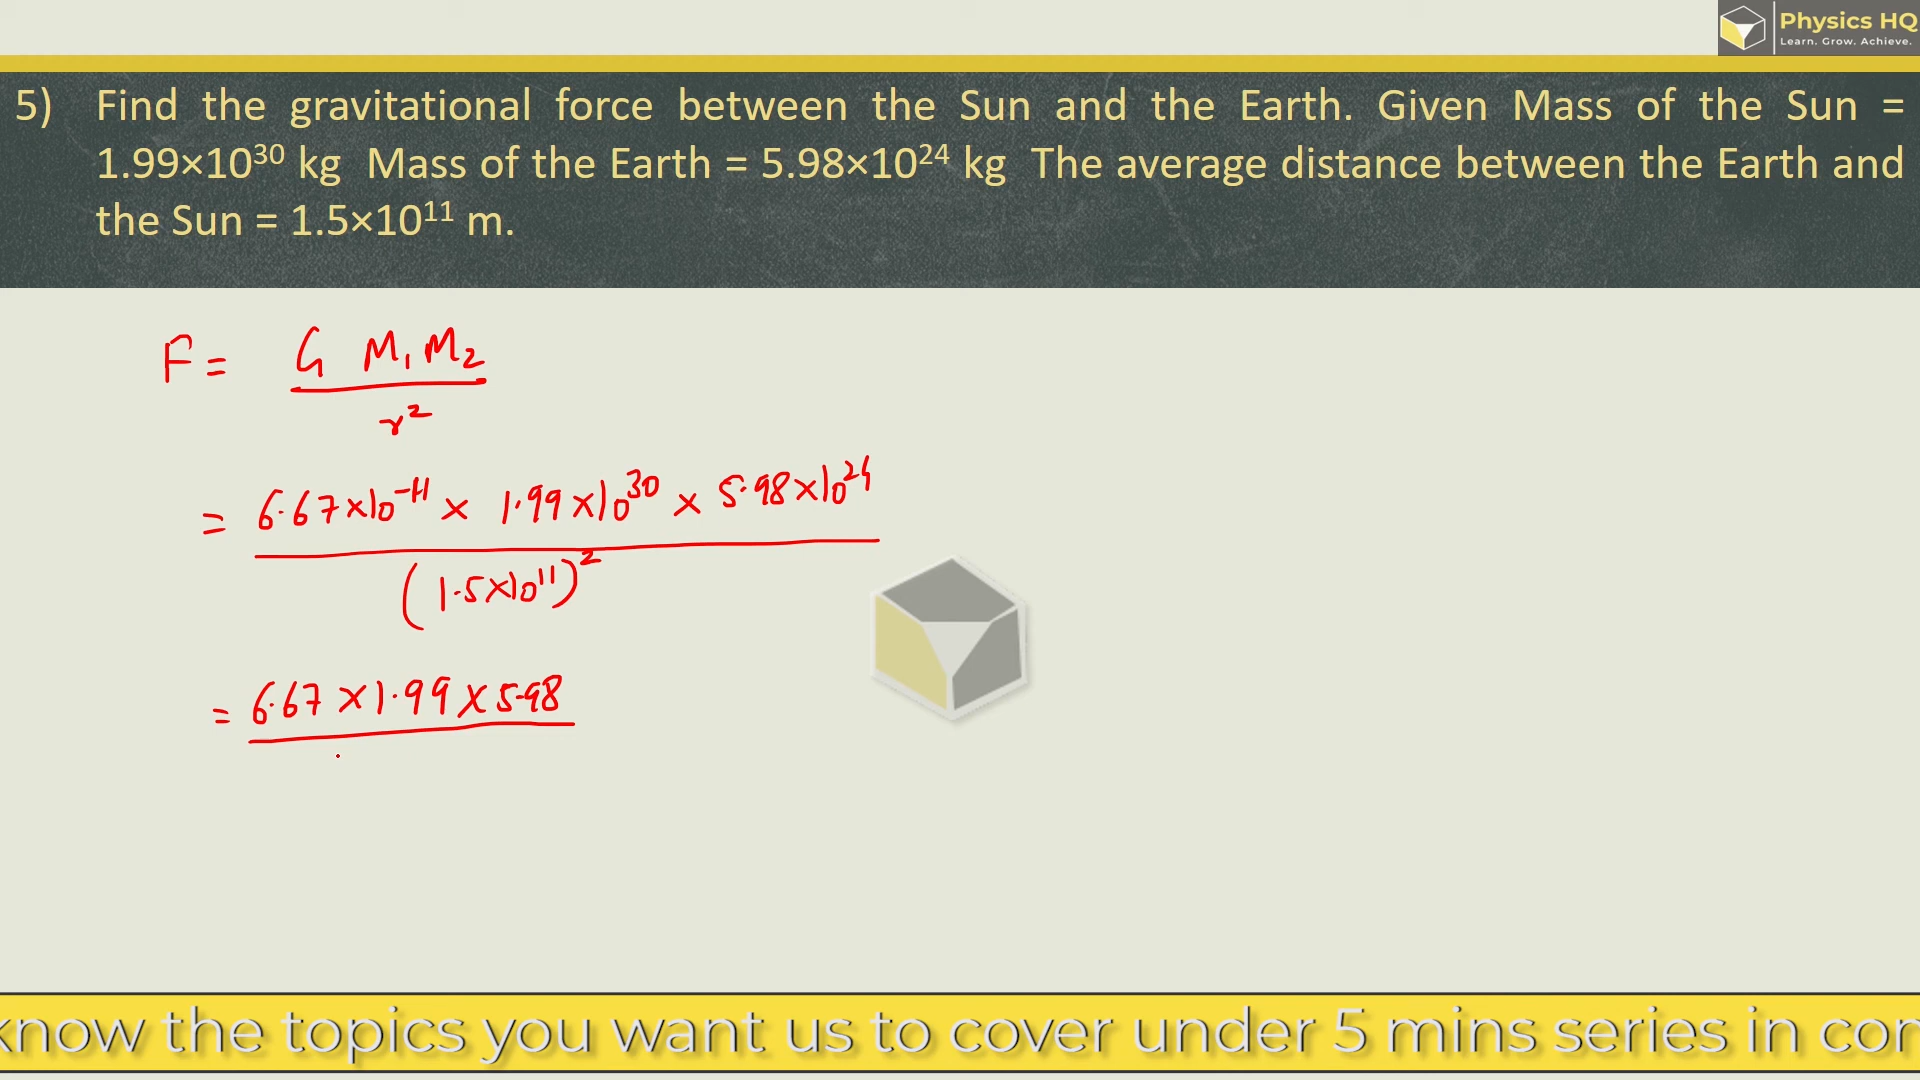 Physics HQ
Learn. Grow. Achieve.
5) Find the gravitational force between the Sun and the Earth. Given Mass of the Sun =
1.99×10³⁰ kg Mass of the Earth = 5.98×10²⁴ kg The average distance between the Earth and
the Sun = 1.5×10¹¹ m.
F = G M₁ M₂
r²
= 6.67×10⁻¹¹ × 1.99×10³⁰ × 5.98×10²⁴
(1.5×10¹¹)²
= 6.67×1.99×5.98
know the topics you want us to cover under 5 mins series in